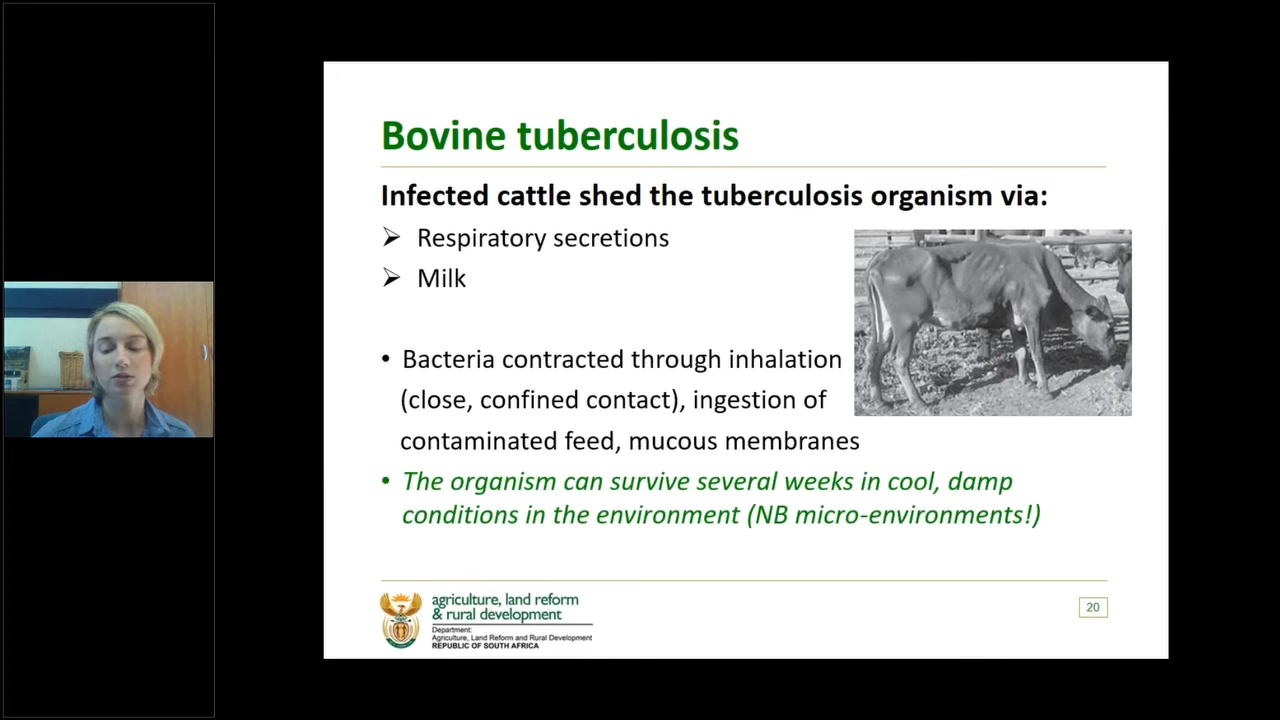 Bovine tuberculosis
Infected cattle shed the tuberculosis organism via:
➢ Respiratory secretions
➢ Milk
• Bacteria contracted through inhalation
(close, confined contact), ingestion of
contaminated feed, mucous membranes
• The organism can survive several weeks in cool, damp
conditions in the environment (NB micro-environments!)
agriculture, land reform
& rural development
Department:
Agriculture, Land Reform and Rural Development
REPUBLIC OF SOUTH AFRICA
20